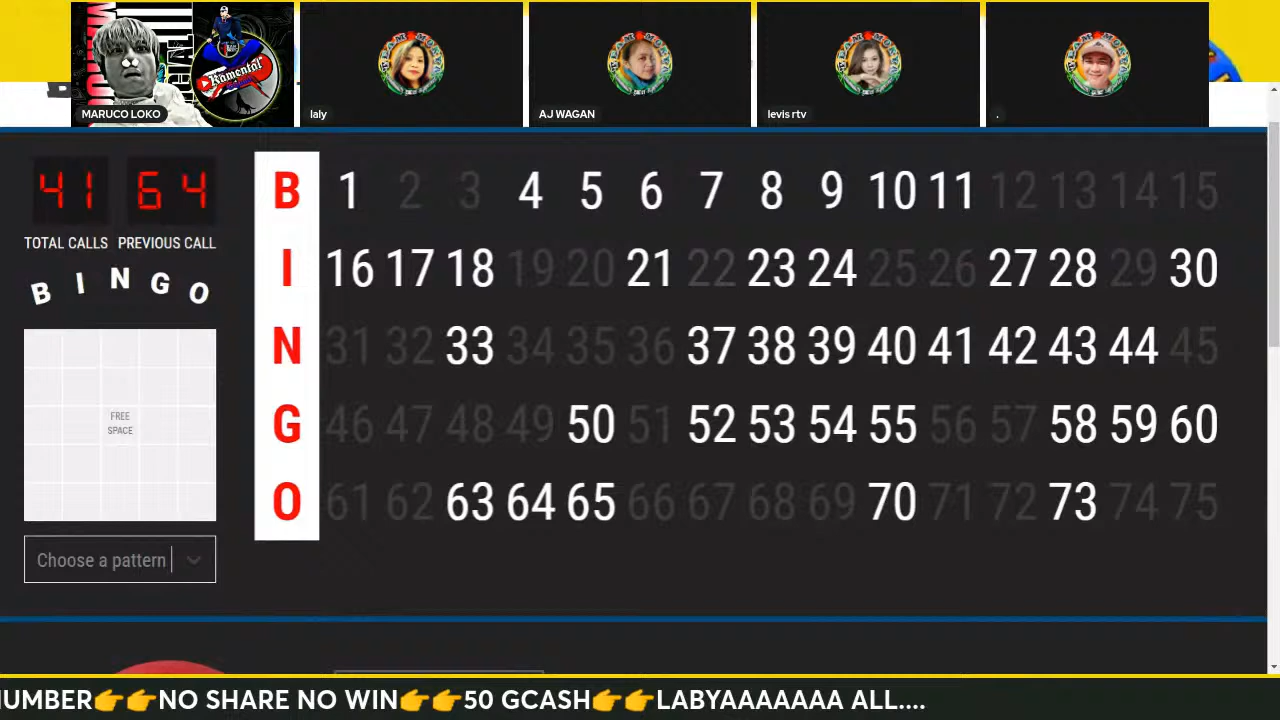 MARUCO LOKO
Ramento!
laly
AJ WAGAN
levis rtv
.
41 64
TOTAL CALLS PREVIOUS CALL
BINGO
FREE
SPACE
Choose a pattern
B 1 2 3 4 5 6 7 8 9 10 11 12 13 14 15
I 16 17 18 19 20 21 22 23 24 25 26 27 28 29 30
N 31 32 33 34 35 36 37 38 39 40 41 42 43 44 45
G 46 47 48 49 50 51 52 53 54 55 56 57 58 59 60
O 61 62 63 64 65 66 67 68 69 70 71 72 73 74 75
NUMBER👉👉NO SHARE NO WIN👉👉50 GCASH👉👉LABYAAAAAAA ALL....